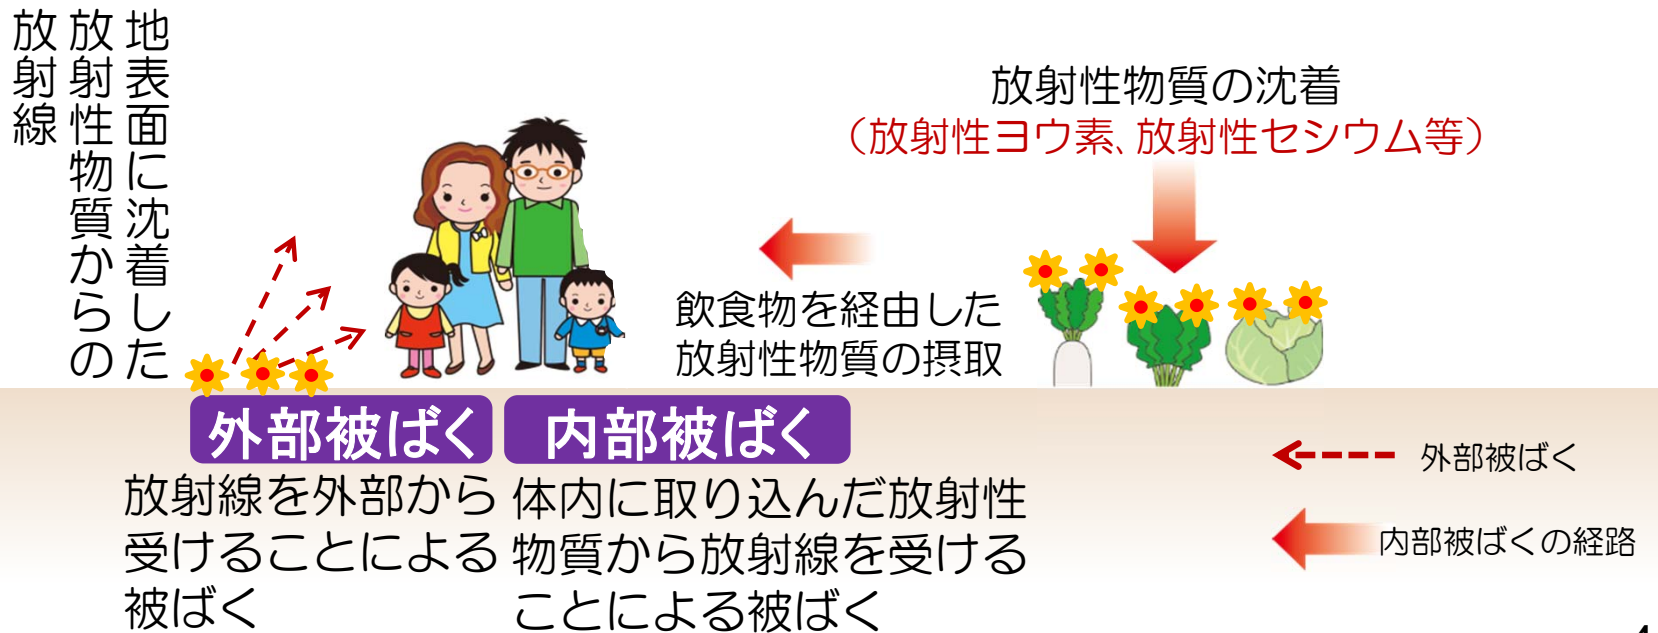 地表面に沈着した
放射性物質からの
放射線
放射性物質の沈着
（放射性ヨウ素、放射性セシウム等）
飲食物を経由した
放射性物質の摂取
外部被ばく
放射線を外部から
受けることによる
被ばく
内部被ばく
体内に取り込んだ放射性
物質から放射線を受ける
ことによる被ばく
外部被ばく
内部被ばくの経路